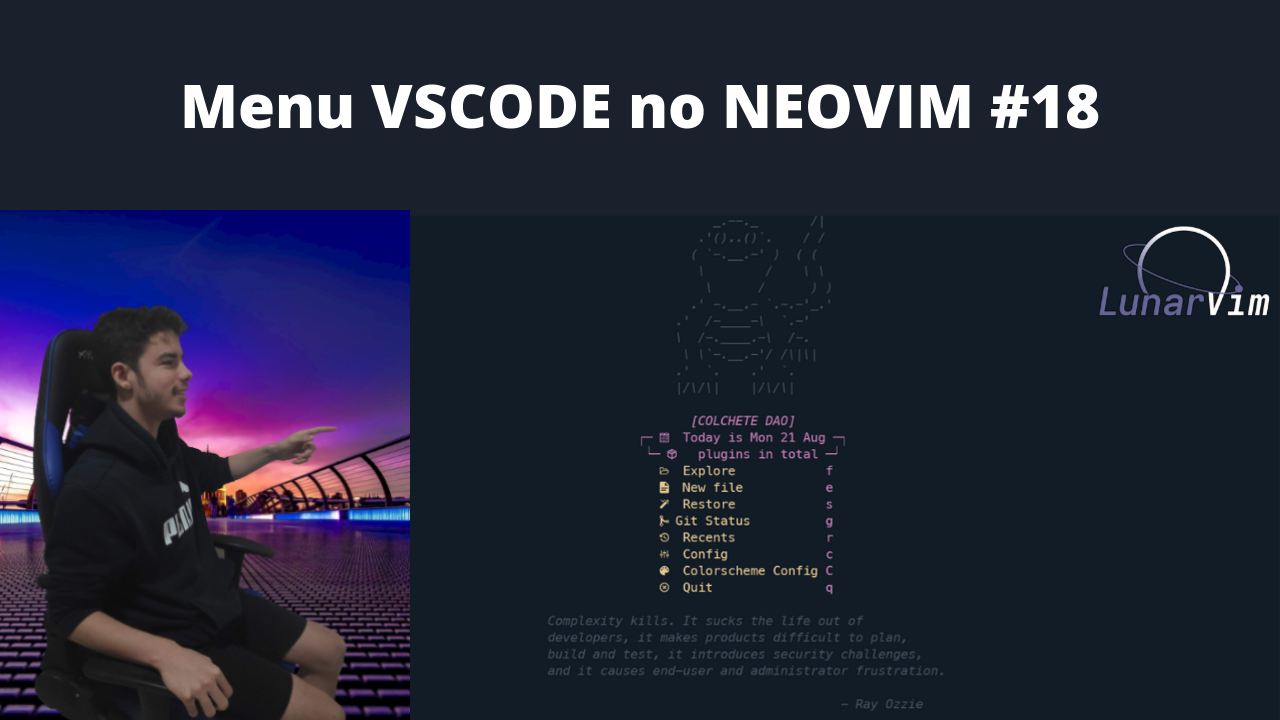 Menu VSCODE no NEOVIM #18
LunarVim
[COLCHETE DAO]
Today is Mon 21 Aug
plugins in total
Explore f
New file e
Restore s
Git Status g
Recents r
Config c
Colorscheme Config C
Quit q
Complexity kills. It sucks the life out of
developers, it makes products difficult to plan,
build and test, it introduces security challenges,
and it causes end-user and administrator frustration.
— Ray Ozzie